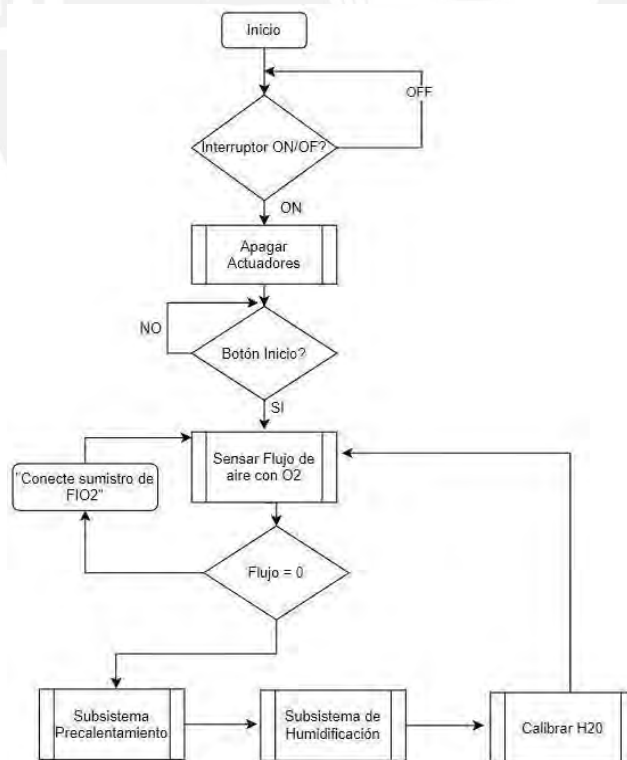 Inicio
OFF
Interruptor ON/OF?
ON
Apagar
Actuadores
NO
Botón Inicio?
SI
Sensar Flujo de
aire con O2
"Conecte sumistro de
FIO2"
Flujo = 0
Subsistema
Precalentamiento
Subsistema de
Humidificación
Calibrar H20